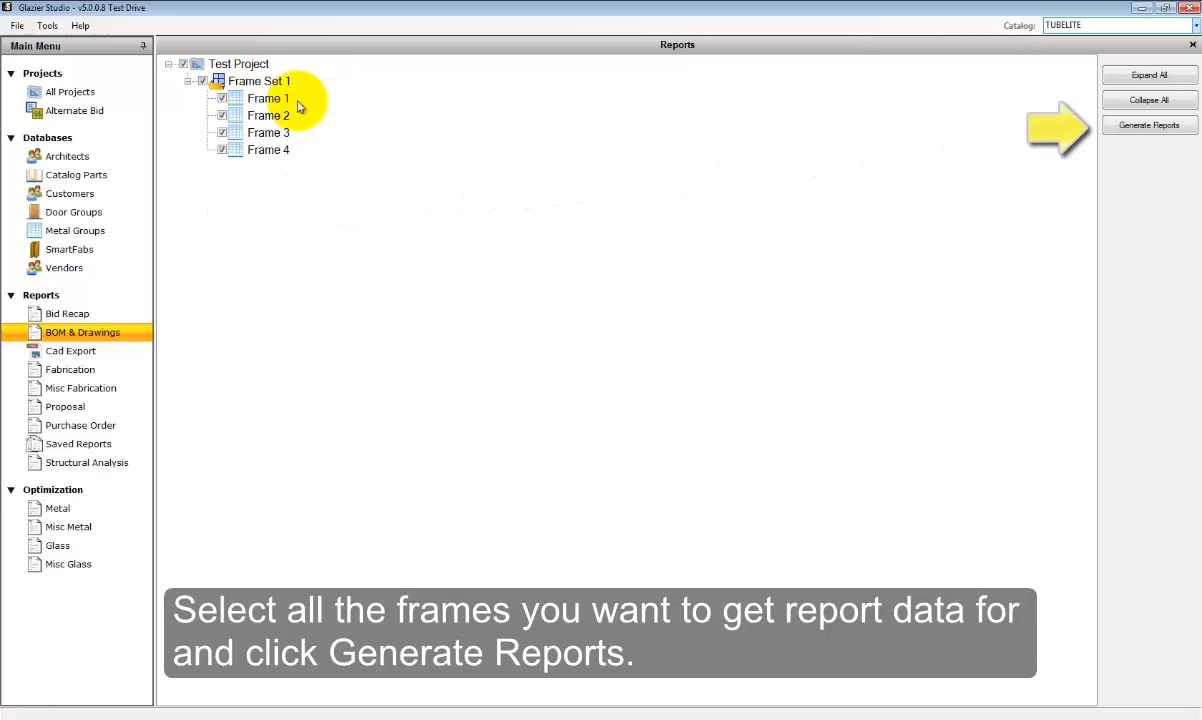 Glazier Studio - v5.0.0.8 Test Drive
File Tools Help
Catalog: TUBELITE
Main Menu
Reports
Projects
All Projects
Alternate Bid
Databases
Architects
Catalog Parts
Customers
Door Groups
Metal Groups
SmartFabs
Vendors
Reports
Bid Recap
BOM & Drawings
Cad Export
Fabrication
Misc Fabrication
Proposal
Purchase Order
Saved Reports
Structural Analysis
Optimization
Metal
Misc Metal
Glass
Misc Glass
Test Project
Frame Set 1
Frame 1
Frame 2
Frame 3
Frame 4
Expand All
Collapse All
Generate Reports
Select all the frames you want to get report data for
and click Generate Reports.